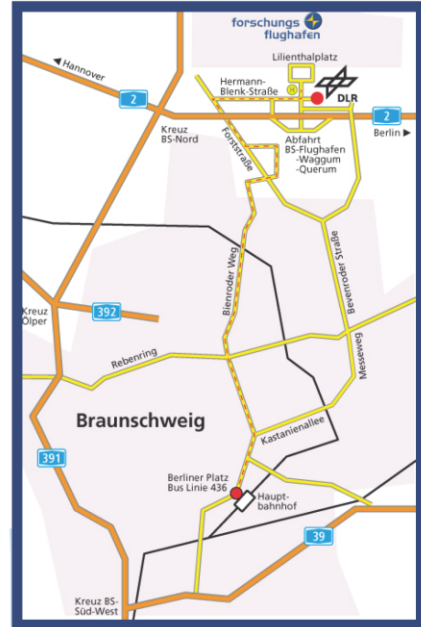 forschungs
flughafen
Lilienthalplatz
Hannover
Hermann-
Blenk-Straße
H
DLR
2
2
Berlin
Kreuz
BS-Nord
Forststraße
Abfahrt
BS-Flughafen
-Waggum
-Querum
Bienroder Weg
Bevenroder Straße
392
Kreuz
Ölper
Messeweg
Rebenring
Braunschweig
Kastanienallee
391
Berliner Platz
Bus Linie 436
Haupt-
bahnhof
39
Kreuz BS-
Süd-West